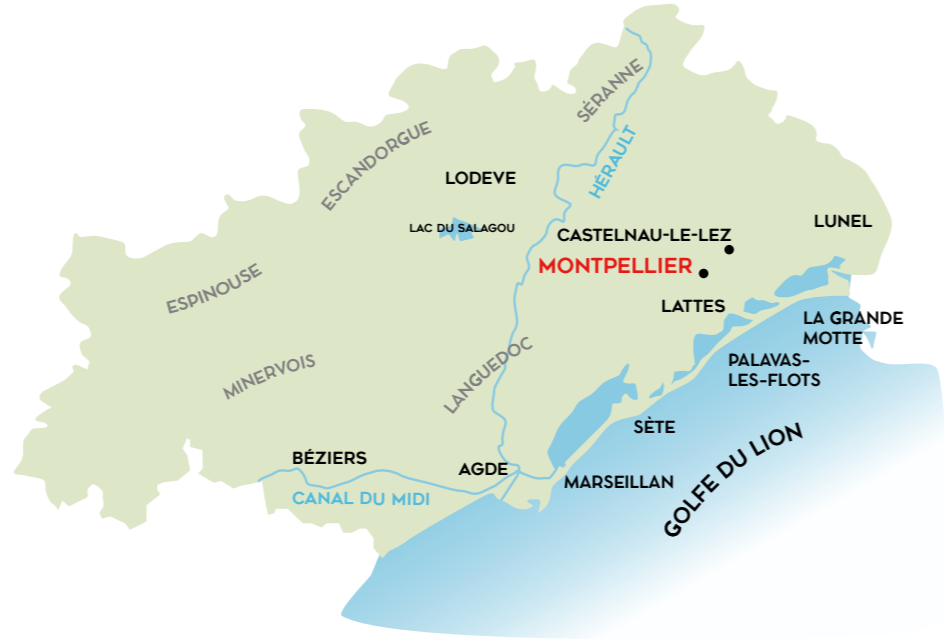 SÉRANNE
ESCANDORGUE
HÉRAULT
LODEVE
LAC DU SALAGOU
LUNEL
CASTELNAU-LE-LEZ
MONTPELLIER
ESPINOUSE
LATTES
LA GRANDE
MOTTE
MINERVOIS
LANGUEDOC
PALAVAS-
LES-FLOTS
SÈTE
GOLFE DU LION
BÉZIERS
AGDE
MARSEILLAN
CANAL DU MIDI